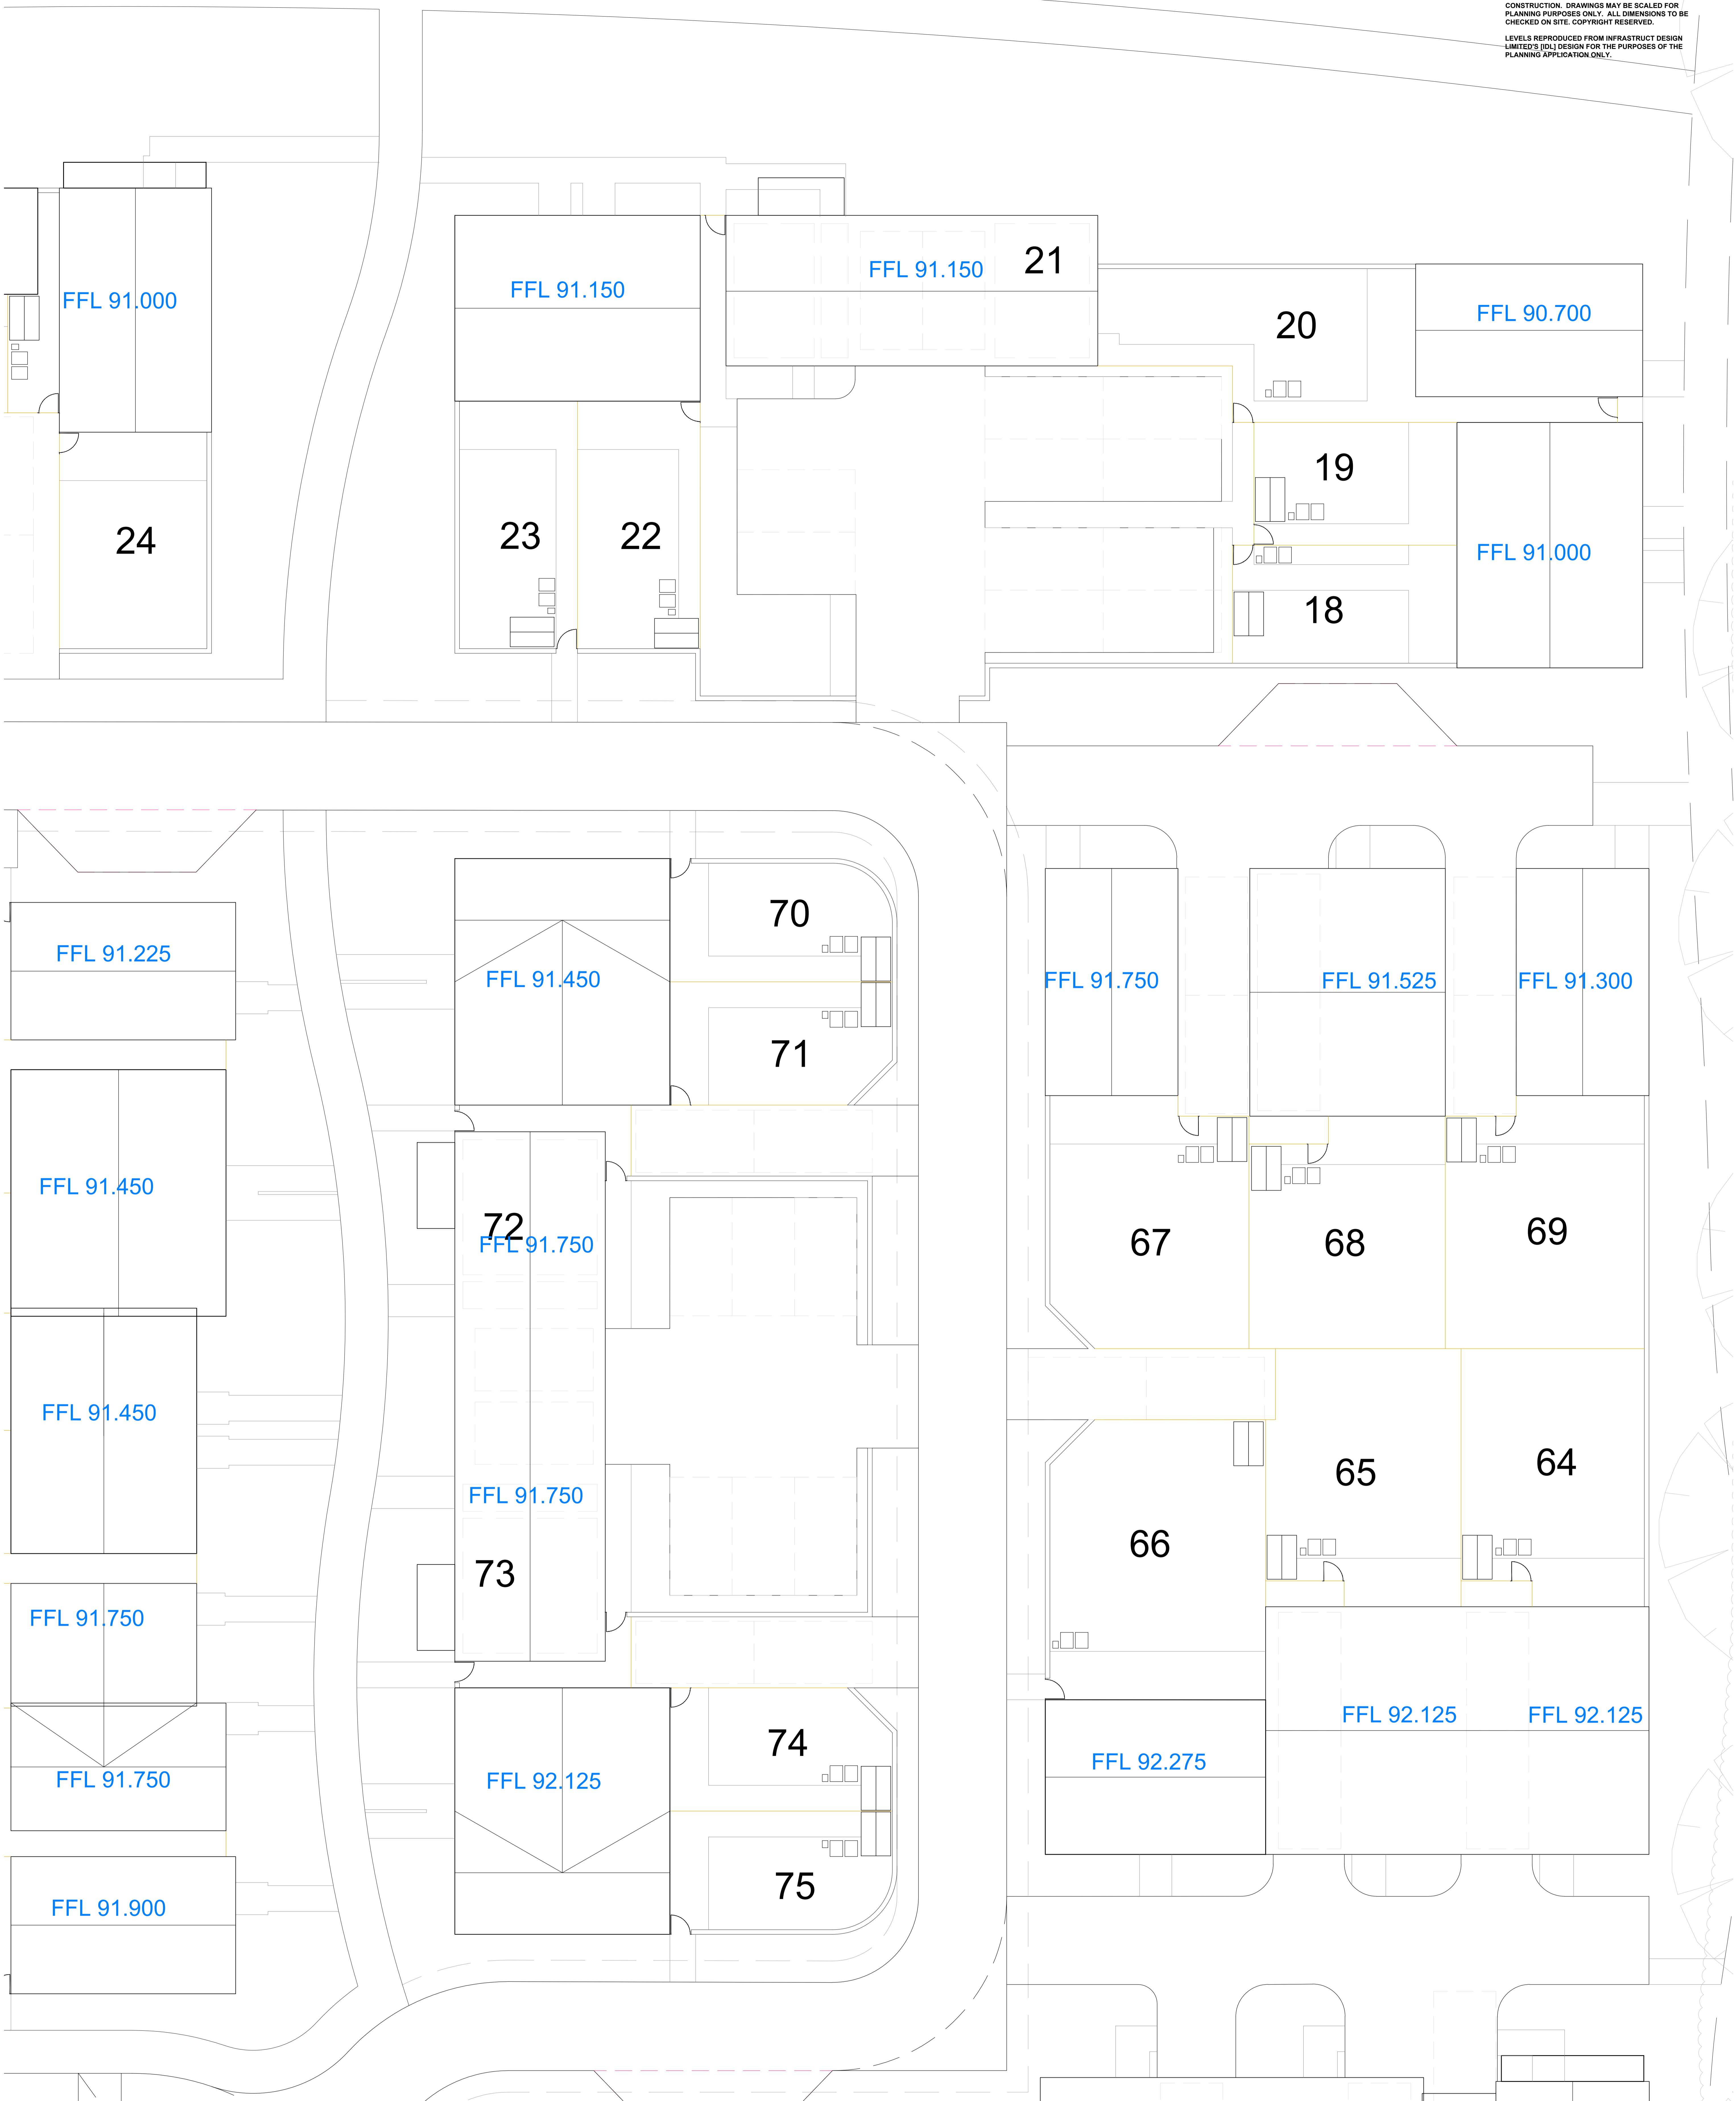 CONSTRUCTION. DRAWINGS MAY BE SCALED FOR
PLANNING PURPOSES ONLY. ALL DIMENSIONS TO BE
CHECKED ON SITE. COPYRIGHT RESERVED.
LEVELS REPRODUCED FROM INFRASTRUCT DESIGN
LIMITED'S [IDL] DESIGN FOR THE PURPOSES OF THE
PLANNING APPLICATION ONLY.
21
FFL 91.150
FFL 91.150
FFL 91.000
FFL 90.700
20
19
24
23
22
FFL 91.000
18
70
FFL 91.225
FFL 91.450
FFL 91.750
FFL 91.525
FFL 91.300
71
FFL 91.450
72
FFL 91.750
67
68
69
FFL 91.450
65
64
FFL 91.750
66
73
FFL 91.750
FFL 92.125
FFL 92.125
74
FFL 92.275
FFL 91.750
FFL 92.125
75
FFL 91.900